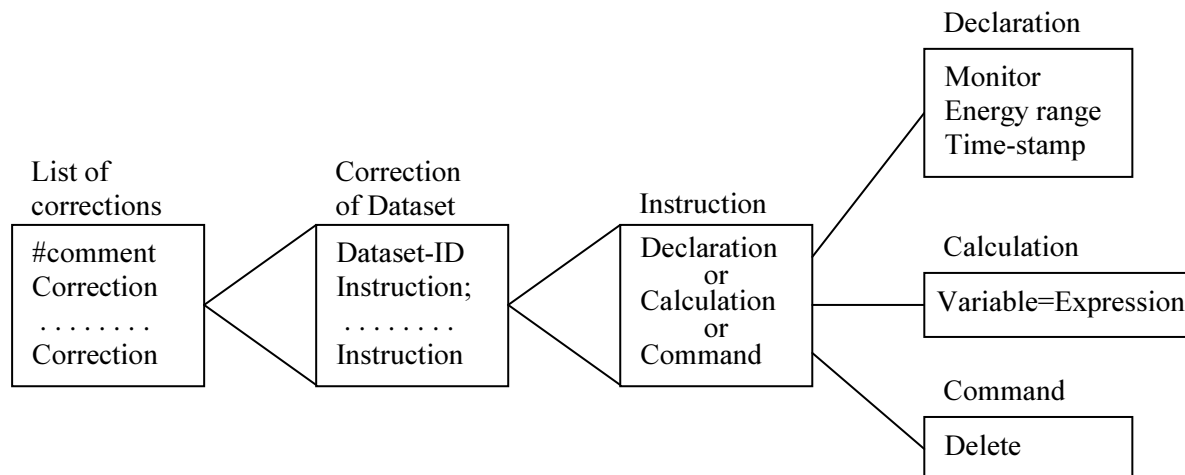 List of
corrections
#comment
Correction
. . . . . . . .
Correction
Correction
of Dataset
Dataset-ID
Instruction;
. . . . . . . .
Instruction
Instruction
Declaration
or
Calculation
or
Command
Declaration
Monitor
Energy range
Time-stamp
Calculation
Variable=Expression
Command
Delete